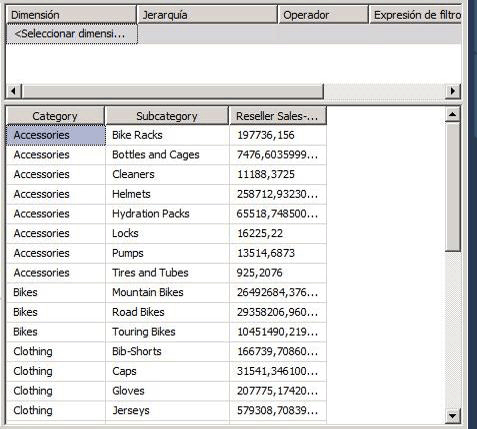 Dimensión Jerarquía Operador Expresión de filtro
<Seleccionar dimensi...
Category Subcategory Reseller Sales-...
Accessories Bike Racks 197736,156
Accessories Bottles and Cages 7476,6035999...
Accessories Cleaners 11188,3725
Accessories Helmets 258712,93230...
Accessories Hydration Packs 65518,748500...
Accessories Locks 16225,22
Accessories Pumps 13514,6873
Accessories Tires and Tubes 925,2076
Bikes Mountain Bikes 26492684,376...
Bikes Road Bikes 29358206,960...
Bikes Touring Bikes 10451490,219...
Clothing Bib-Shorts 166739,70860...
Clothing Caps 31541,346100...
Clothing Gloves 207775,17420...
Clothing Jerseys 579308,70839...